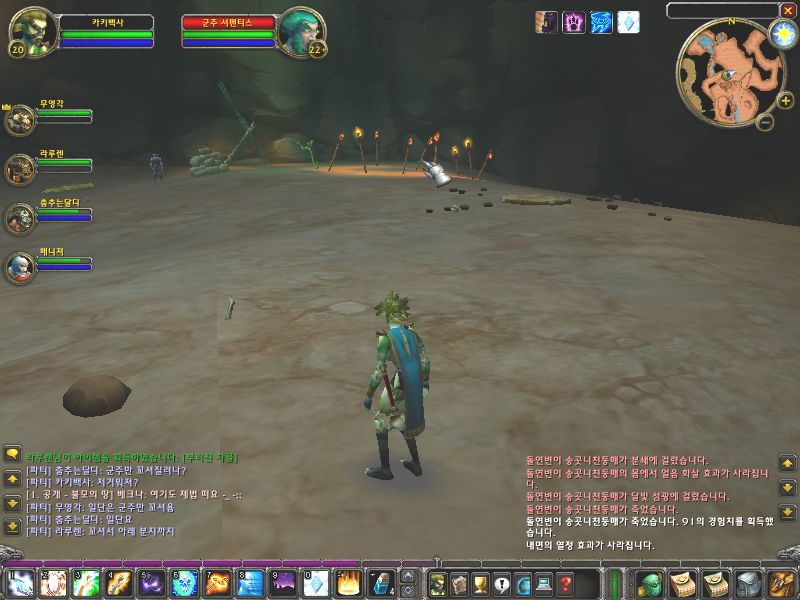 카키백사
군주 서펜티스
20
22+
N
무영각
라루렌
춤추는달디
매니져
라루렌님이 아이템을 획득하였습니다: [부러진 자물]
[파티] 춤추는달디: 군주만 꼬셔질려나?
[파티] 카키백사: 저거뭐져?
[1. 공개 - 불모의 땅] 베크나: 여기도 제법 떠요 -_-;;
[파티] 무영각: 일단은 군주만 꼬셔욤
[파티] 춤추는달디: 일단요
[파티] 라루렌: 꼬셔서 아래 분지까지
돌연변이 송곳니천둥매가 분쇄에 걸렸습니다.
돌연변이 송곳니천둥매의 몸에서 얼음 화살 효과가 사라집니
다.
돌연변이 송곳니천둥매가 달빛 섬광에 걸렸습니다.
돌연변이 송곳니천둥매가 죽었습니다.
돌연변이 송곳니천둥매가 죽었습니다. 91의 경험치를 획득했
습니다.
내면의 열정 효과가 사라집니다.